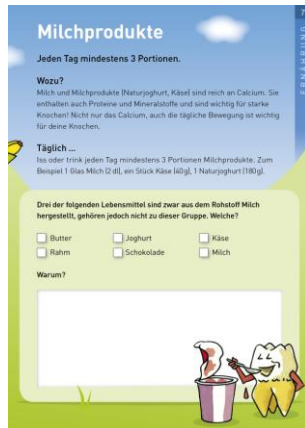 Milchprodukte
Jeden Tag mindestens 3 Portionen.
Wozu?
Milch und Milchprodukte (Naturjoghurt, Käse) sind reich an Calcium. Sie
enthalten auch Proteine und Mineralstoffe und sind wichtig für starke
Knochen! Nicht nur das Calcium, auch die tägliche Bewegung ist wichtig
für deine Knochen.
Täglich ...
Iss oder trink jeden Tag mindestens 3 Portionen Milchprodukte. Zum
Beispiel 1 Glas Milch (2 dl), ein Stück Käse (40g), 1 Naturjoghurt (180g).
Drei der folgenden Lebensmittel sind zwar aus dem Rohstoff Milch
hergestellt, gehören jedoch nicht zu dieser Gruppe. Welche?
Butter Joghurt Käse
Rahm Schokolade Milch
Warum?
7
ERNÄHRUNG